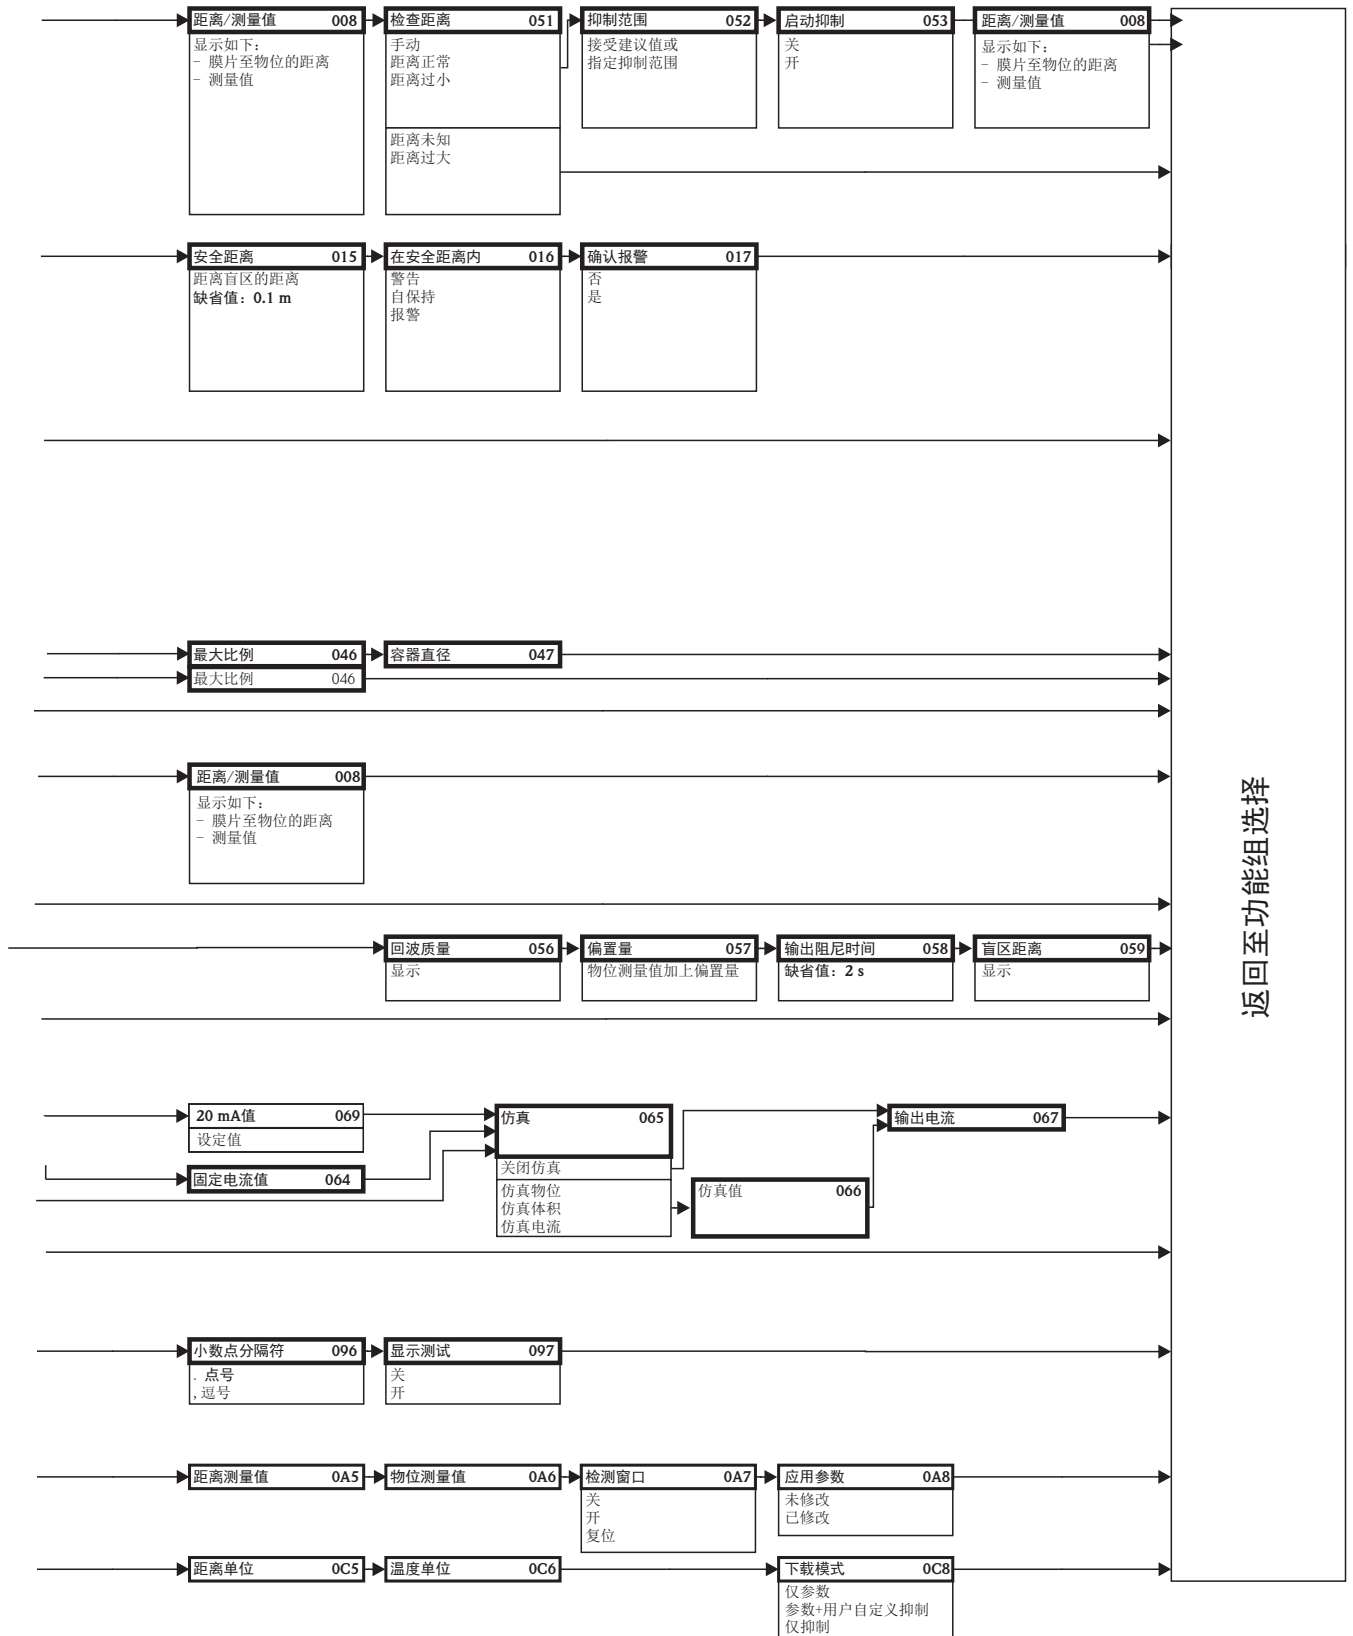 距离/测量值 008
显示如下:
- 膜片至物位的距离
- 测量值
检查距离 051
手动
距离正常
距离过小
距离未知
距离过大
抑制范围 052
接受建议值或
指定抑制范围
启动抑制 053
关
开
距离/测量值 008
显示如下:
- 膜片至物位的距离
- 测量值
安全距离 015
距离盲区的距离
缺省值: 0.1 m
在安全距离内 016
警告
自保持
报警
确认报警 017
否
是
最大比例 046
容器直径 047
最大比例 046
距离/测量值 008
显示如下:
- 膜片至物位的距离
- 测量值
回波质量 056
显示
偏置量 057
物位测量值加上偏置量
输出阻尼时间 058
缺省值: 2 s
盲区距离 059
显示
20 mA值 069
设定值
固定电流值 064
仿真 065
关闭仿真
仿真物位
仿真体积
仿真电流
仿真值 066
输出电流 067
小数点分隔符 096
. 点号
, 逗号
显示测试 097
关
开
距离测量值 0A5
物位测量值 0A6
检测窗口 0A7
关
开
复位
应用参数 0A8
未修改
已修改
距离单位 0C5
温度单位 0C6
下载模式 0C8
仅参数
参数+用户自定义抑制
仅抑制
返回至功能组选择